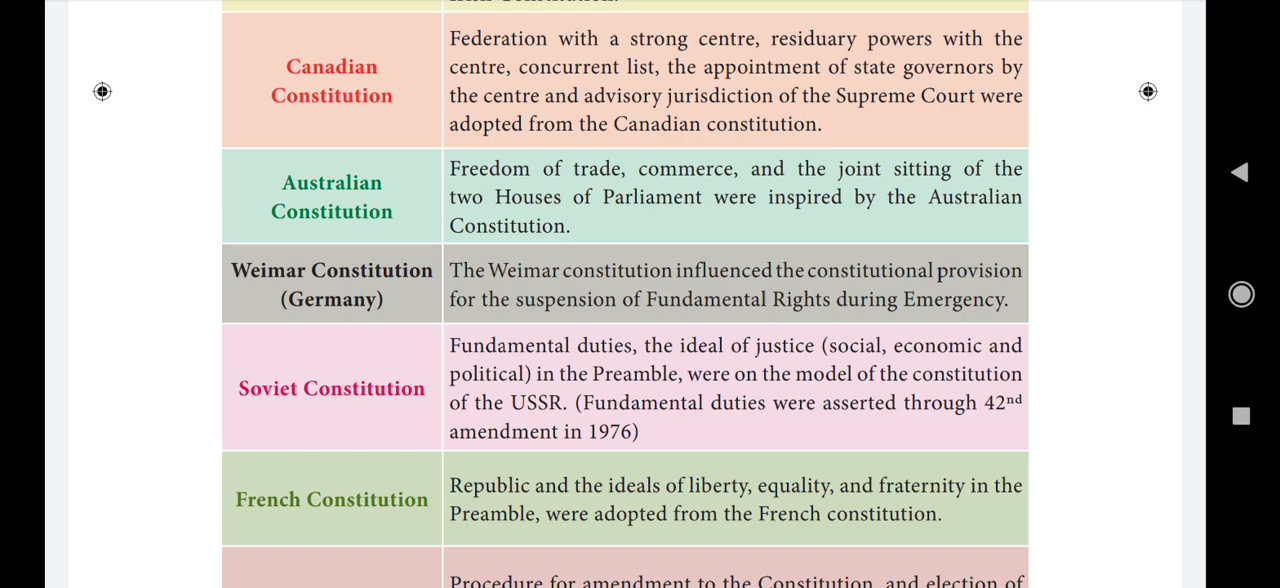 Canadian
Constitution
Federation with a strong centre, residuary powers with the
centre, concurrent list, the appointment of state governors by
the centre and advisory jurisdiction of the Supreme Court were
adopted from the Canadian constitution.
Australian
Constitution
Freedom of trade, commerce, and the joint sitting of the
two Houses of Parliament were inspired by the Australian
Constitution.
Weimar Constitution
(Germany)
The Weimar constitution influenced the constitutional provision
for the suspension of Fundamental Rights during Emergency.
Soviet Constitution
Fundamental duties, the ideal of justice (social, economic and
political) in the Preamble, were on the model of the constitution
of the USSR. (Fundamental duties were asserted through 42nd
amendment in 1976)
French Constitution
Republic and the ideals of liberty, equality, and fraternity in the
Preamble, were adopted from the French constitution.
Procedure for amendment to the Constitution, and election of